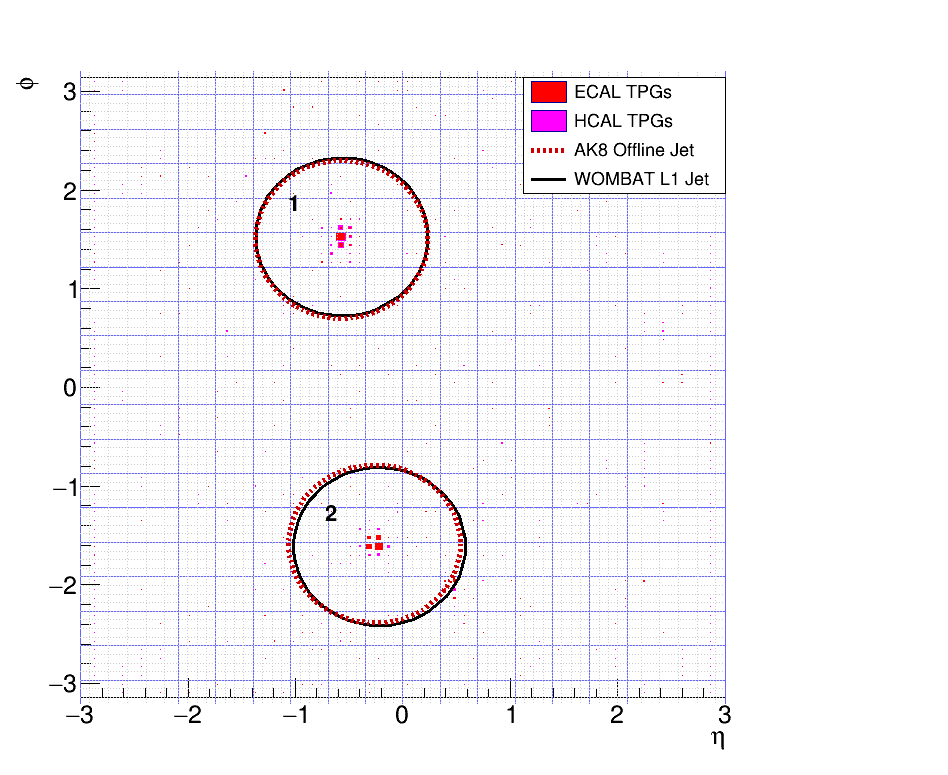 ϕ
3
2
1
0
−1
−2
−3
ECAL TPGs
HCAL TPGs
AK8 Offline Jet
WOMBAT L1 Jet
1
2
−3 −2 −1 0 1 2 3
η